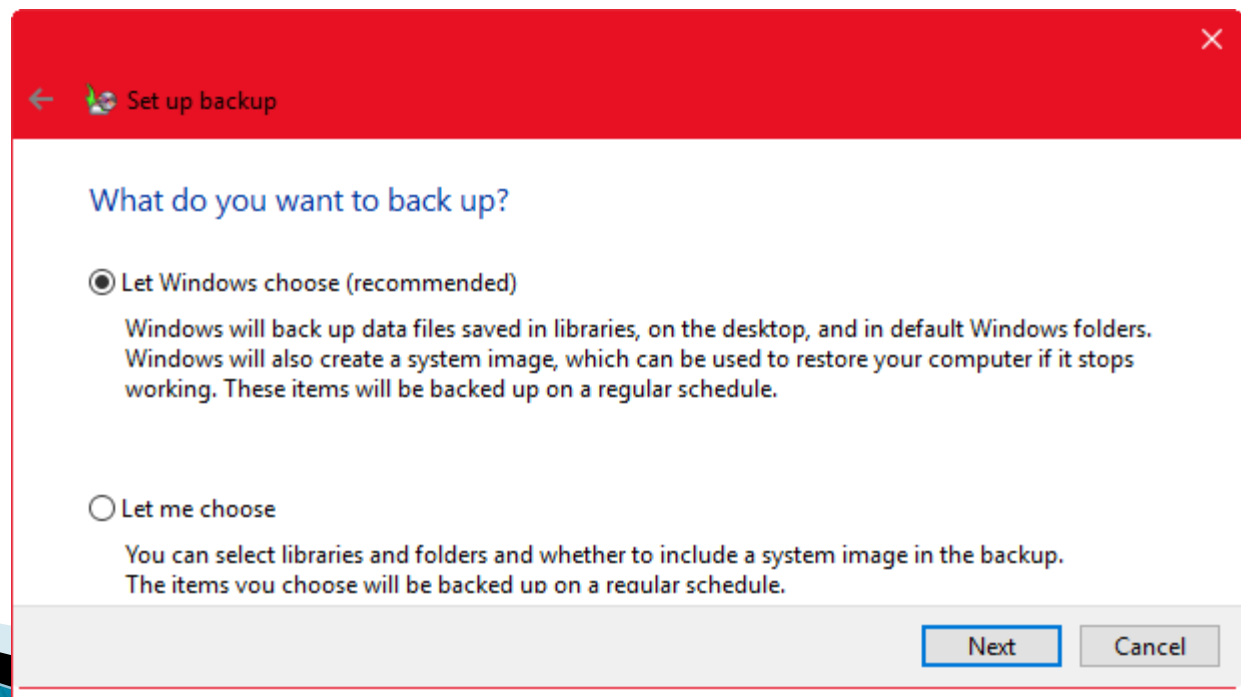 Set up backup
What do you want to back up?
Let Windows choose (recommended)
Windows will back up data files saved in libraries, on the desktop, and in default Windows folders.
Windows will also create a system image, which can be used to restore your computer if it stops
working. These items will be backed up on a regular schedule.
Let me choose
You can select libraries and folders and whether to include a system image in the backup.
The items you choose will be backed up on a regular schedule.
Next
Cancel